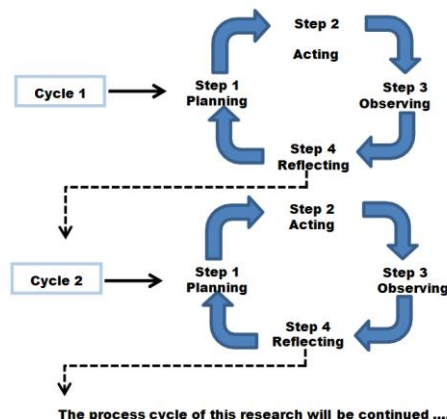 Step 2
Acting
Cycle 1
Step 1
Planning
Step 3
Observing
Step 4
Reflecting
Step 2
Acting
Cycle 2
Step 1
Planning
Step 3
Observing
Step 4
Reflecting
The process cycle of this research will be continued ....